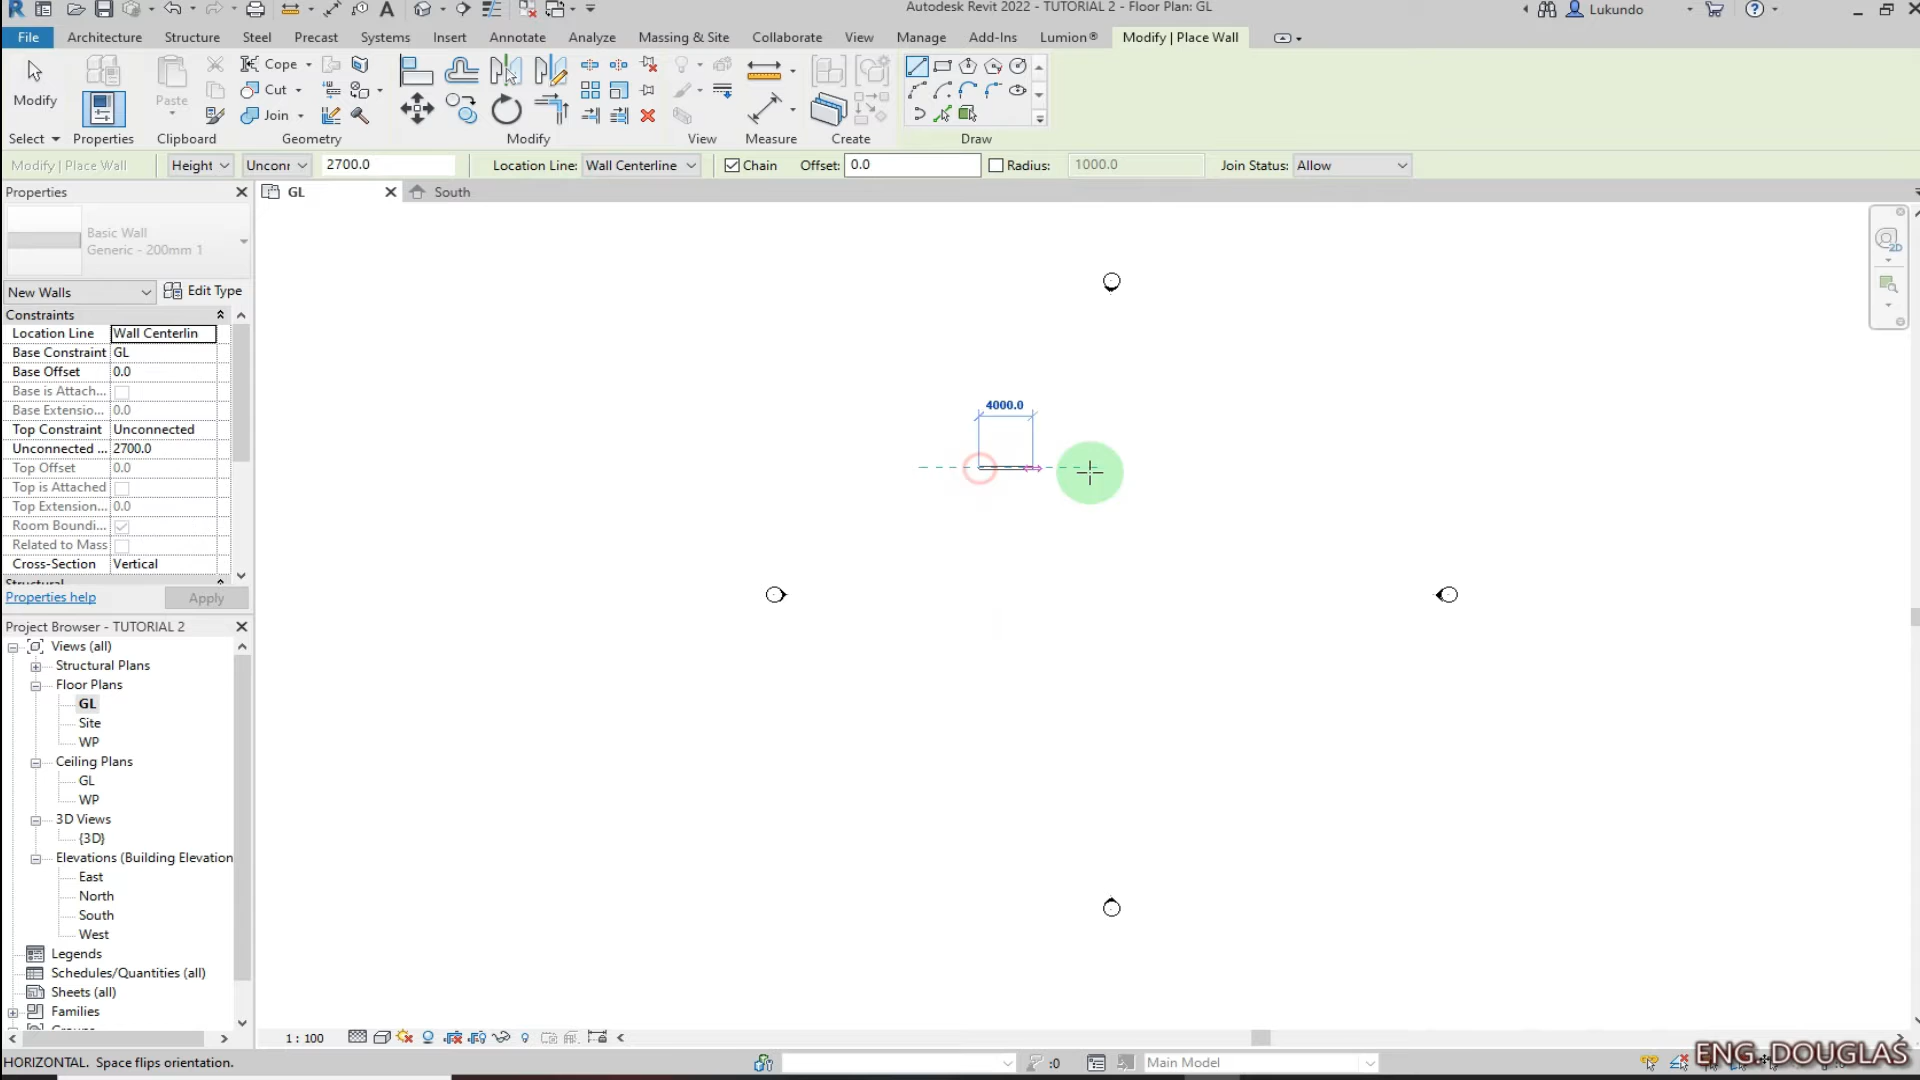 Autodesk Revit 2022 - TUTORIAL 2 - Floor Plan: GL
Lukundo
File Architecture Structure Steel Precast Systems Insert Annotate Analyze Massing & Site Collaborate View Manage Add-Ins Lumion® Modify | Place Wall
Modify
Paste
Cope
Cut
Join
Select Properties Clipboard Geometry Modify View Measure Create Draw
Modify | Place Wall Height Unconr 2700.0 Location Line: Wall Centerline Chain Offset: 0.0 Radius: 1000.0 Join Status: Allow
Properties
GL
South
Basic Wall
Generic - 200mm 1
New Walls
Edit Type
Constraints
Location Line Wall Centerlin
Base Constraint GL
Base Offset 0.0
Base is Attach...
Base Extensio... 0.0
Top Constraint Unconnected
Unconnected ... 2700.0
Top Offset 0.0
Top is Attached
Top Extension... 0.0
Room Boundi...
Related to Mass
Cross-Section Vertical
Structural
Properties help
Apply
Project Browser - TUTORIAL 2
Views (all)
Structural Plans
Floor Plans
GL
Site
WP
Ceiling Plans
GL
WP
3D Views
{3D}
Elevations (Building Elevation
East
North
South
West
Legends
Schedules/Quantities (all)
Sheets (all)
Families
Groups
2D
4000.0
1 : 100
HORIZONTAL. Space flips orientation.
:0
Main Model
ENG. DOUGLAS